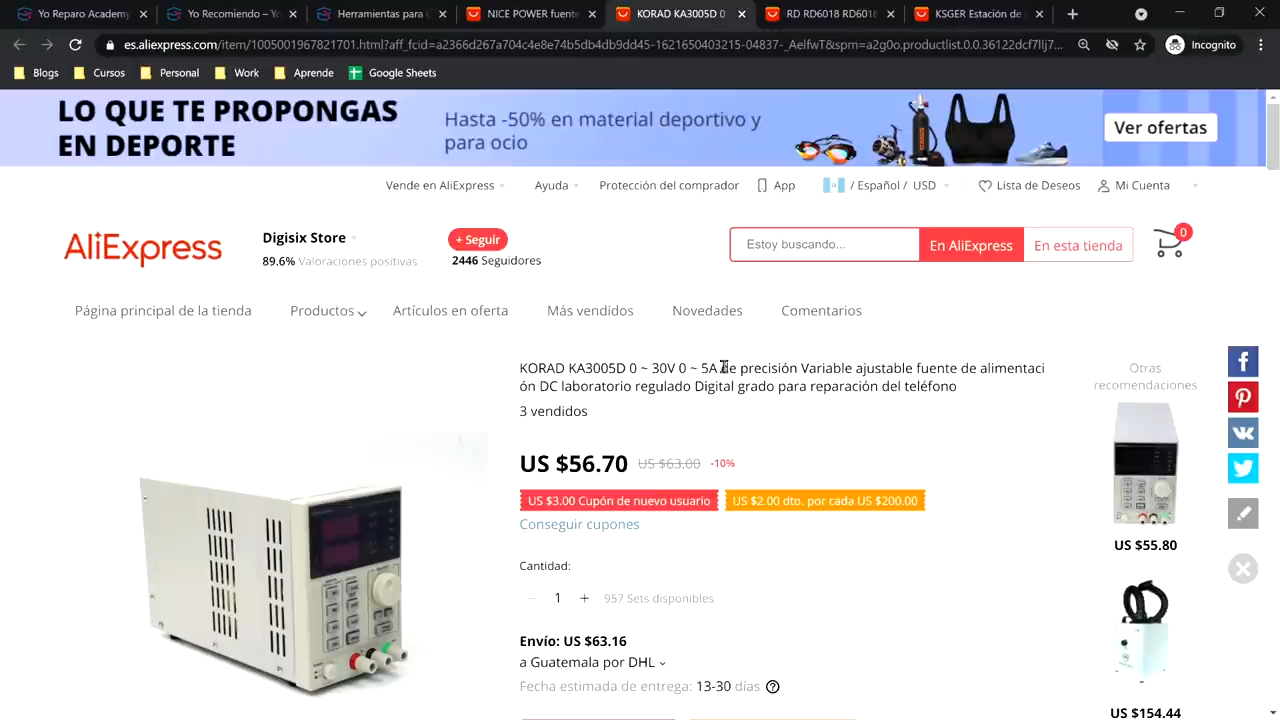 Yo Reparo Academy
Yo Recomiendo – Yo
Herramientas para
NICE POWER fuente
KORAD KA3005D 0
RD RD6018 RD6018
KSGER Estación de
es.aliexpress.com/item/1005001967821701.html?aff_fcid=a2366d267a704c4e8e74b5db4db9dd45-1621650403215-04837-_AelfwT&spm=a2g0o.productlist.0.0.36122dcf7lIj7...
Incognito
Blogs
Cursos
Personal
Work
Aprende
Google Sheets
LO QUE TE PROPONGAS
EN DEPORTE
Hasta -50% en material deportivo y
para ocio
Ver ofertas
Vende en AliExpress
Ayuda
Protección del comprador
App
/ Español / USD
Lista de Deseos
Mi Cuenta
AliExpress
Digisix Store
89.6% Valoraciones positivas
+ Seguir
2446 Seguidores
Estoy buscando...
En AliExpress
En esta tienda
0
Página principal de la tienda
Productos
Artículos en oferta
Más vendidos
Novedades
Comentarios
KORAD KA3005D 0 ~ 30V 0 ~ 5A de precisión Variable ajustable fuente de alimentaci
ón DC laboratorio regulado Digital grado para reparación del teléfono
3 vendidos
US $56.70 US $63.00 -10%
US $3.00 Cupón de nuevo usuario
US $2.00 dto. por cada US $200.00
Conseguir cupones
Cantidad:
1
957 Sets disponibles
Envío: US $63.16
a Guatemala por DHL
Fecha estimada de entrega: 13-30 días
Otras
recomendaciones
US $55.80
US $154.44